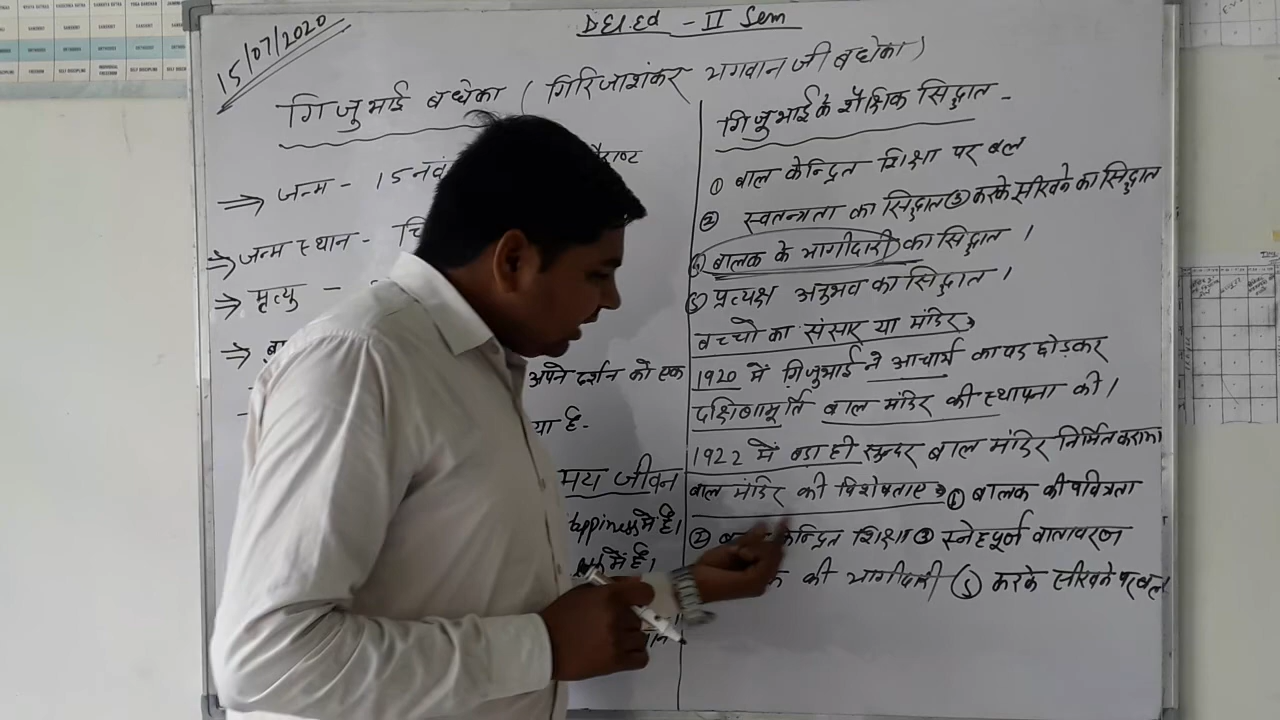 15/07/2020
D.El.Ed - II Sem
गिजुभाई बधेका (गिरिजाशंकर भगवान जी बधेका)
⇒ जन्म - 15 नवं
⇒ जन्म स्थान - चि
⇒ मृत्यु -
अपने दर्शन को एक
या है-
मय जीवन
happiness में है।
में है।
गिजुभाई के शैक्षिक सिद्धात -
① बाल केन्द्रित शिक्षा पर बल
② स्वतन्त्रता का सिद्धात ③ करके सीखने का सिद्धात
④ बालक के भागीदारी का सिद्धात ।
⑤ प्रत्यक्ष अनुभव का सिद्धात ।
बच्चो का संसार या मंदिर→
1920 में गिजुभाई ने आचार्य का पद छोड़कर
दक्षिणामूर्ति बाल मंदिर की स्थापना की।
1922 में बडा ही सुन्दर बाल मंदिर निर्मित कराया
बाल मंदिर की विशेषताए→ ① बालक की पवित्रता
② केन्द्रित शिक्षा ③ स्नेहपूर्ण वातावरण
की भागीदारी ⑤ करके सीखने पर बल